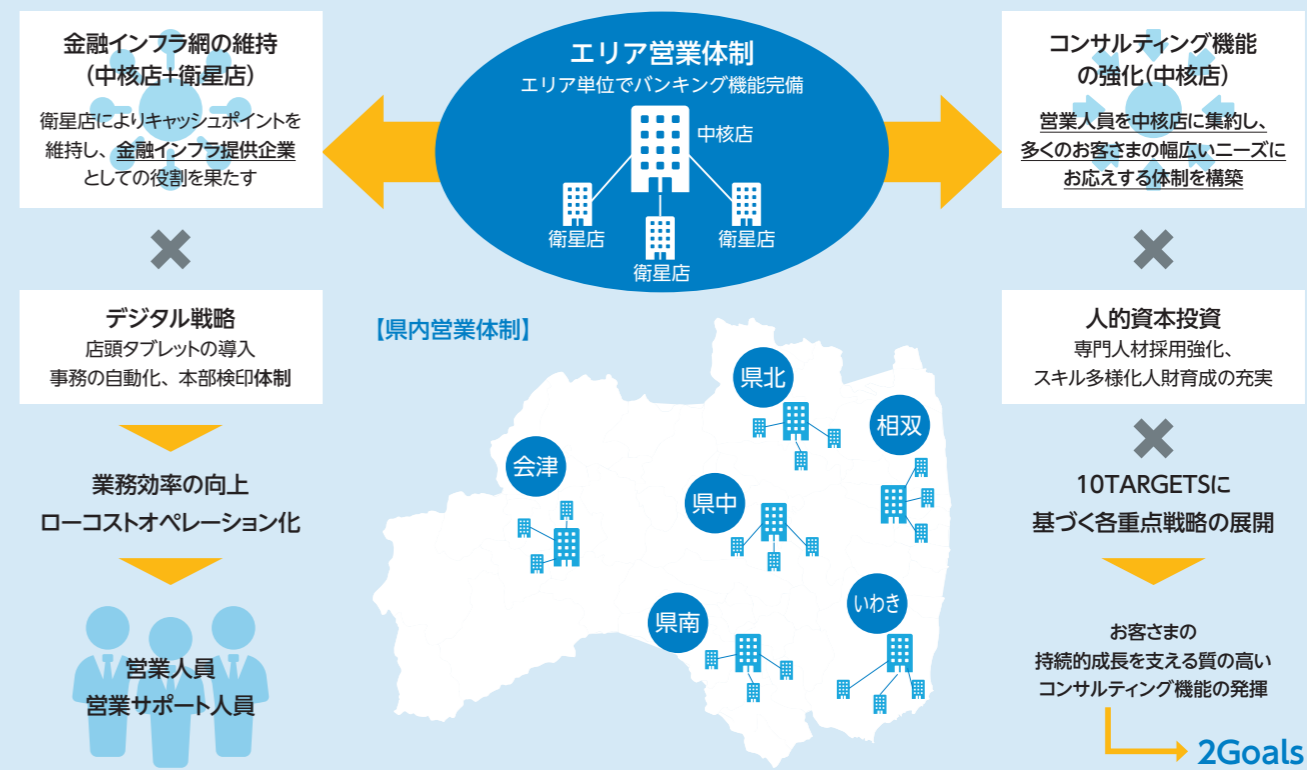 金融インフラ網の維持
(中核店+衛星店)
衛星店によりキャッシュポイントを
維持し、金融インフラ提供企業
としての役割を果たす
デジタル戦略
店頭タブレットの導入
事務の自動化、本部検印体制
業務効率の向上
ローコストオペレーション化
営業人員
営業サポート人員
エリア営業体制
エリア単位でバンキング機能完備
中核店
衛星店
衛星店
衛星店
【県内営業体制】
県北
相双
会津
県中
いわき
県南
コンサルティング機能
の強化(中核店)
営業人員を中核店に集約し、
多くのお客さまの幅広いニーズに
お応えする体制を構築
人的資本投資
専門人材採用強化、
スキル多様化人財育成の充実
10TARGETSに
基づく各重点戦略の展開
お客さまの
持続的成長を支える質の高い
コンサルティング機能の発揮
2Goals